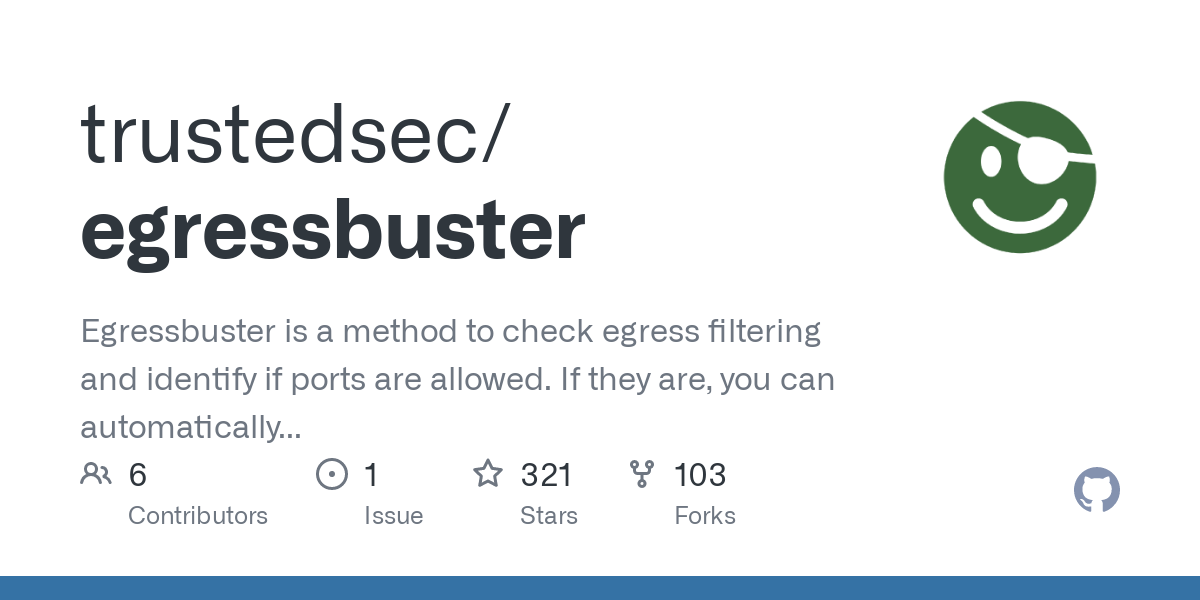 trustedsec/
egressbuster
Egressbuster is a method to check egress filtering
and identify if ports are allowed. If they are, you can
automatically...
6 1 321 103
Contributors Issue Stars Forks